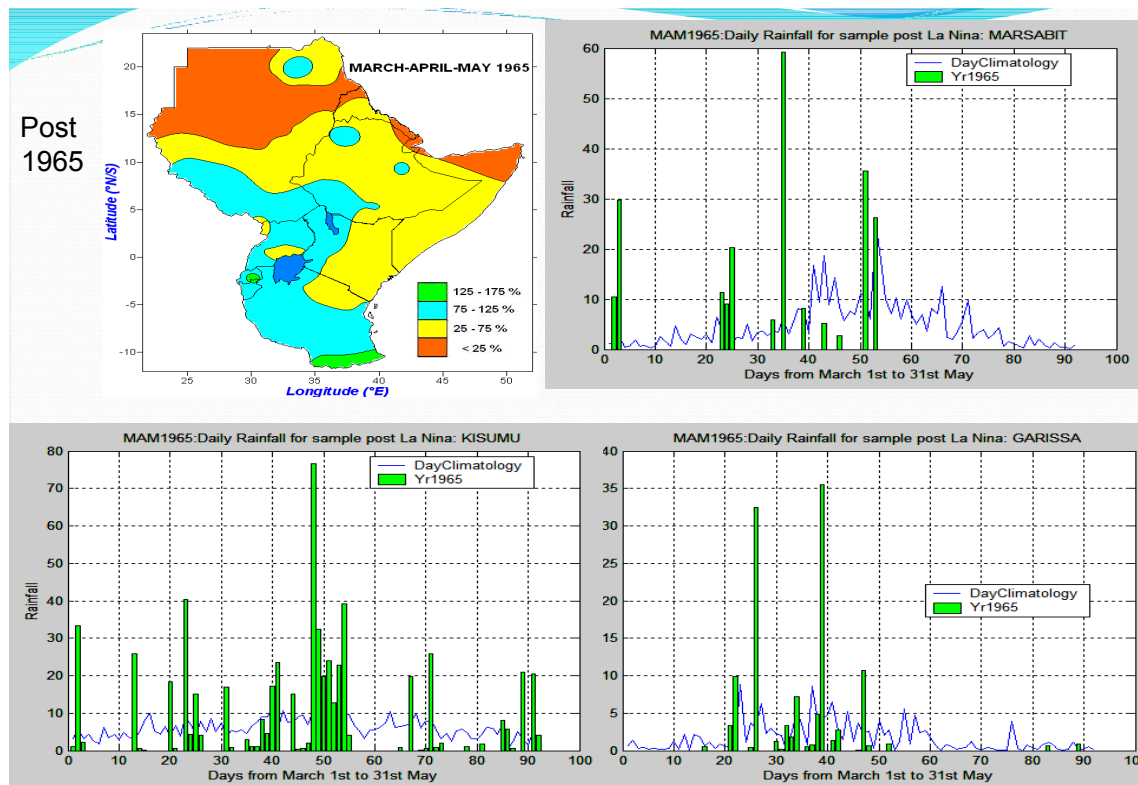 Post
1965
MARCH-APRIL-MAY 1965
Latitude (°N/S)
20
15
10
5
0
-5
-10
25 30 35 40 45 50
Longitude (°E)
125 - 175 %
75 - 125 %
25 - 75 %
< 25 %
MAM1965:Daily Rainfall for sample post La Nina: MARSABIT
DayClimatology
Yr1965
Rainfall
60
50
40
30
20
10
0
0 10 20 30 40 50 60 70 80 90 100
Days from March 1st to 31st May
MAM1965:Daily Rainfall for sample post La Nina: KISUMU
DayClimatology
Yr1965
Rainfall
80
70
60
50
40
30
20
10
0
0 10 20 30 40 50 60 70 80 90 100
Days from March 1st to 31st May
MAM1965:Daily Rainfall for sample post La Nina: GARISSA
DayClimatology
Yr1965
40
35
30
25
20
15
10
5
0
0 10 20 30 40 50 60 70 80 90 100
Days from March 1st to 31st May